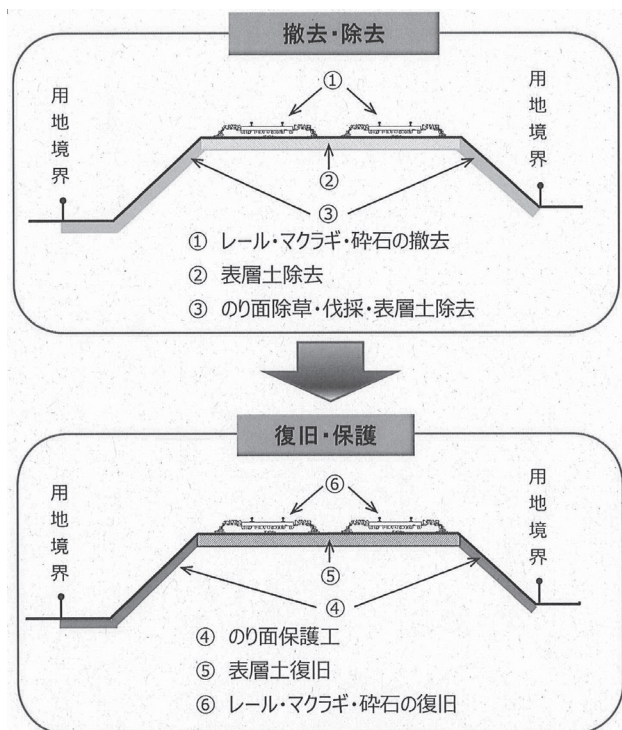 撤去・除去
用地境界
用地境界
①
②
③
① レール・マクラギ・砕石の撤去
② 表層土除去
③ のり面除草・伐採・表層土除去
復旧・保護
用地境界
用地境界
⑥
⑤
④
④ のり面保護工
⑤ 表層土復旧
⑥ レール・マクラギ・砕石の復旧